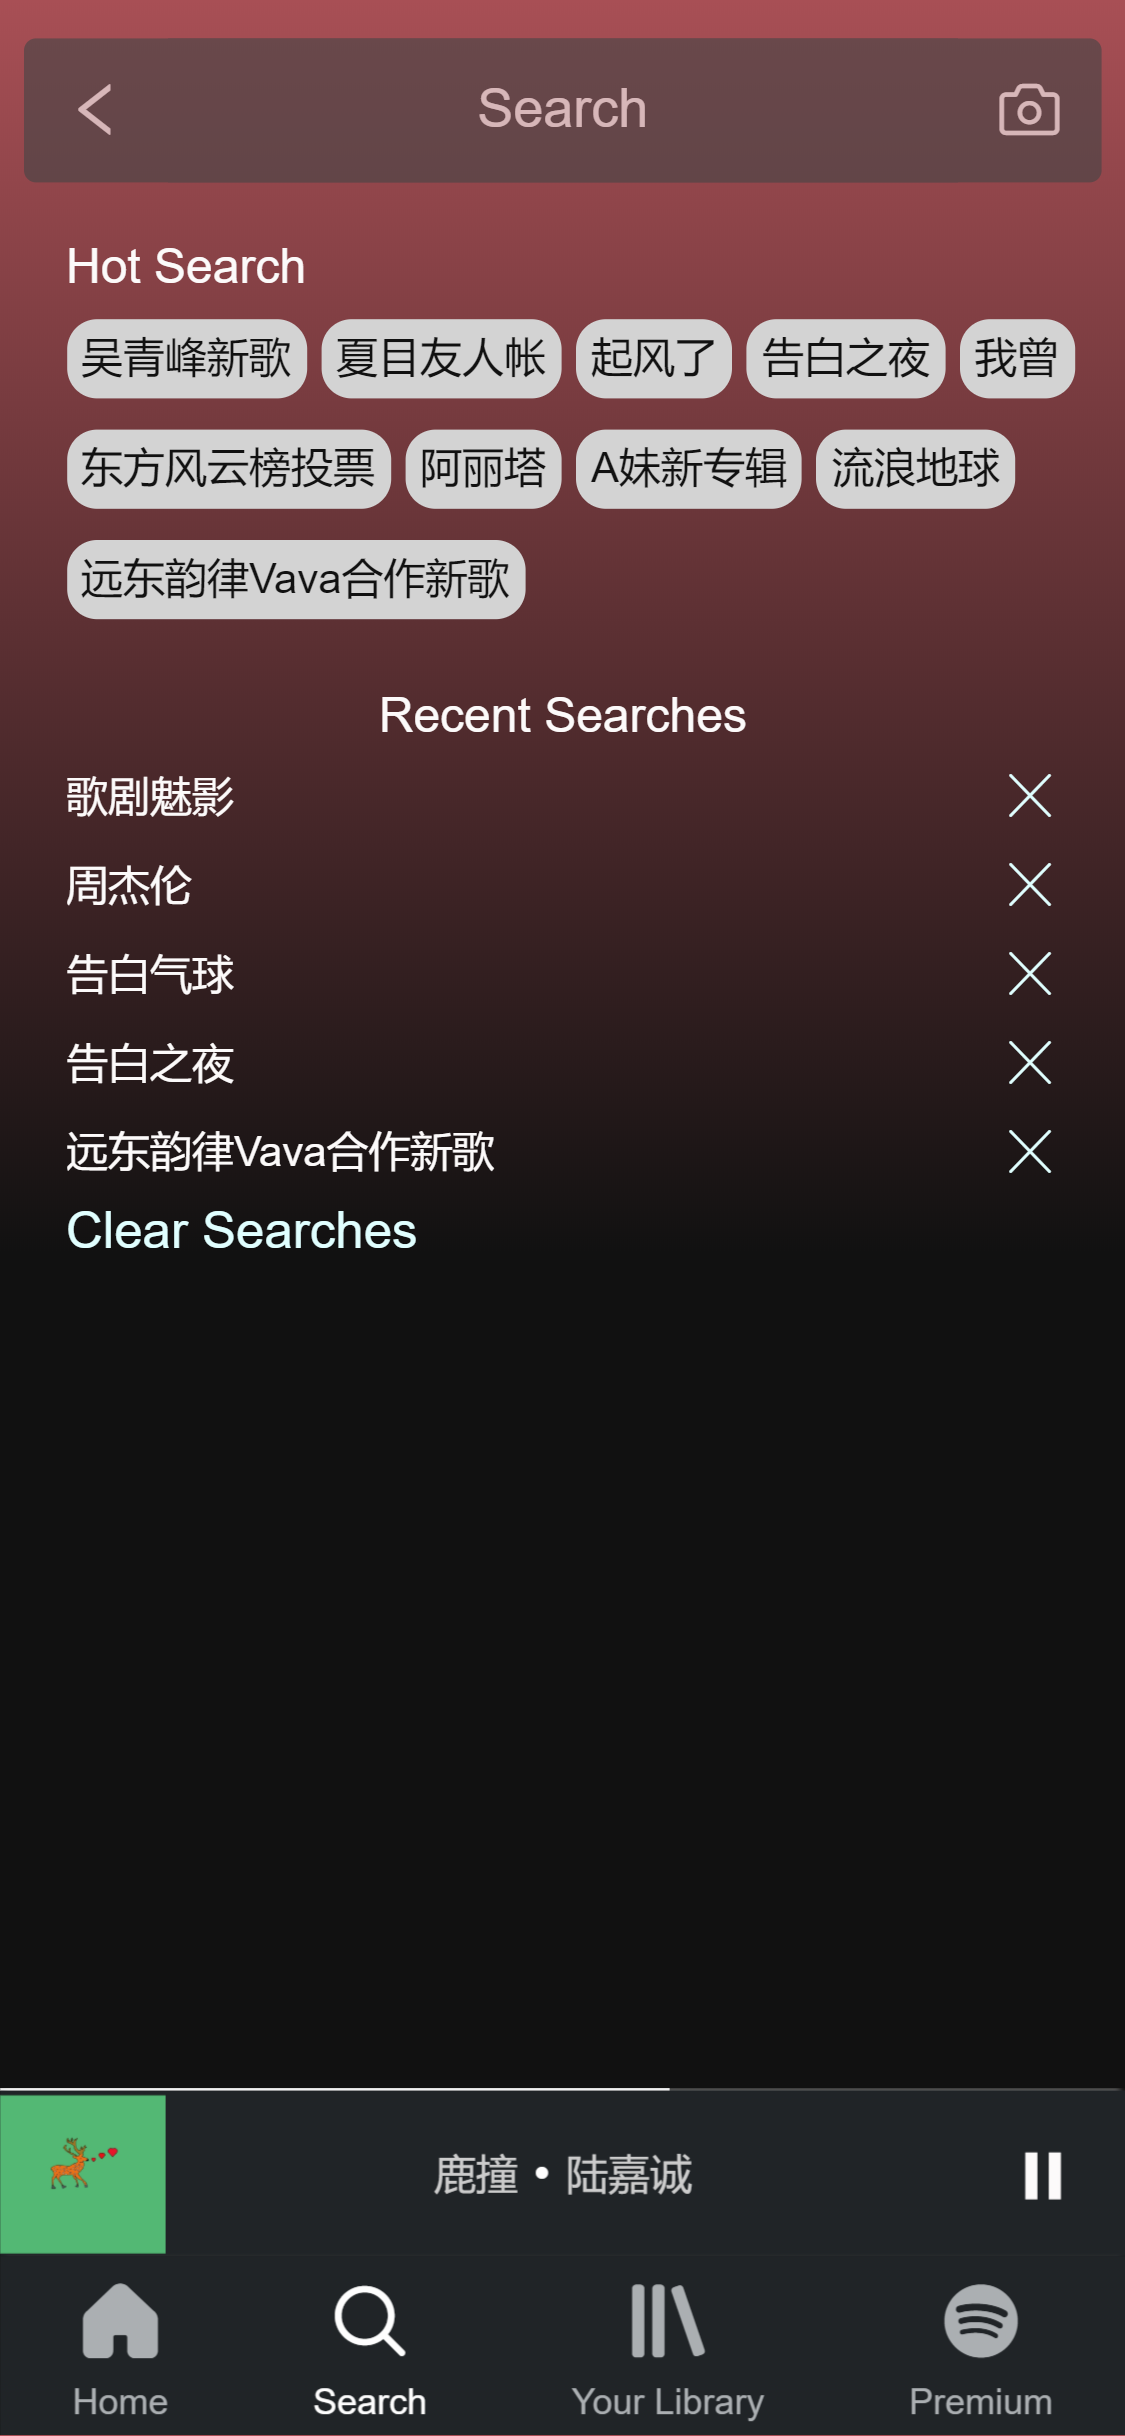 Search
Hot Search
吴青峰新歌 夏目友人帐 起风了 告白之夜 我曾
东方风云榜投票 阿丽塔 A妹新专辑 流浪地球
远东韵律Vava合作新歌
Recent Searches
歌剧魅影
周杰伦
告白气球
告白之夜
远东韵律Vava合作新歌
Clear Searches
鹿撞 • 陆嘉诚
Home Search Your Library Premium